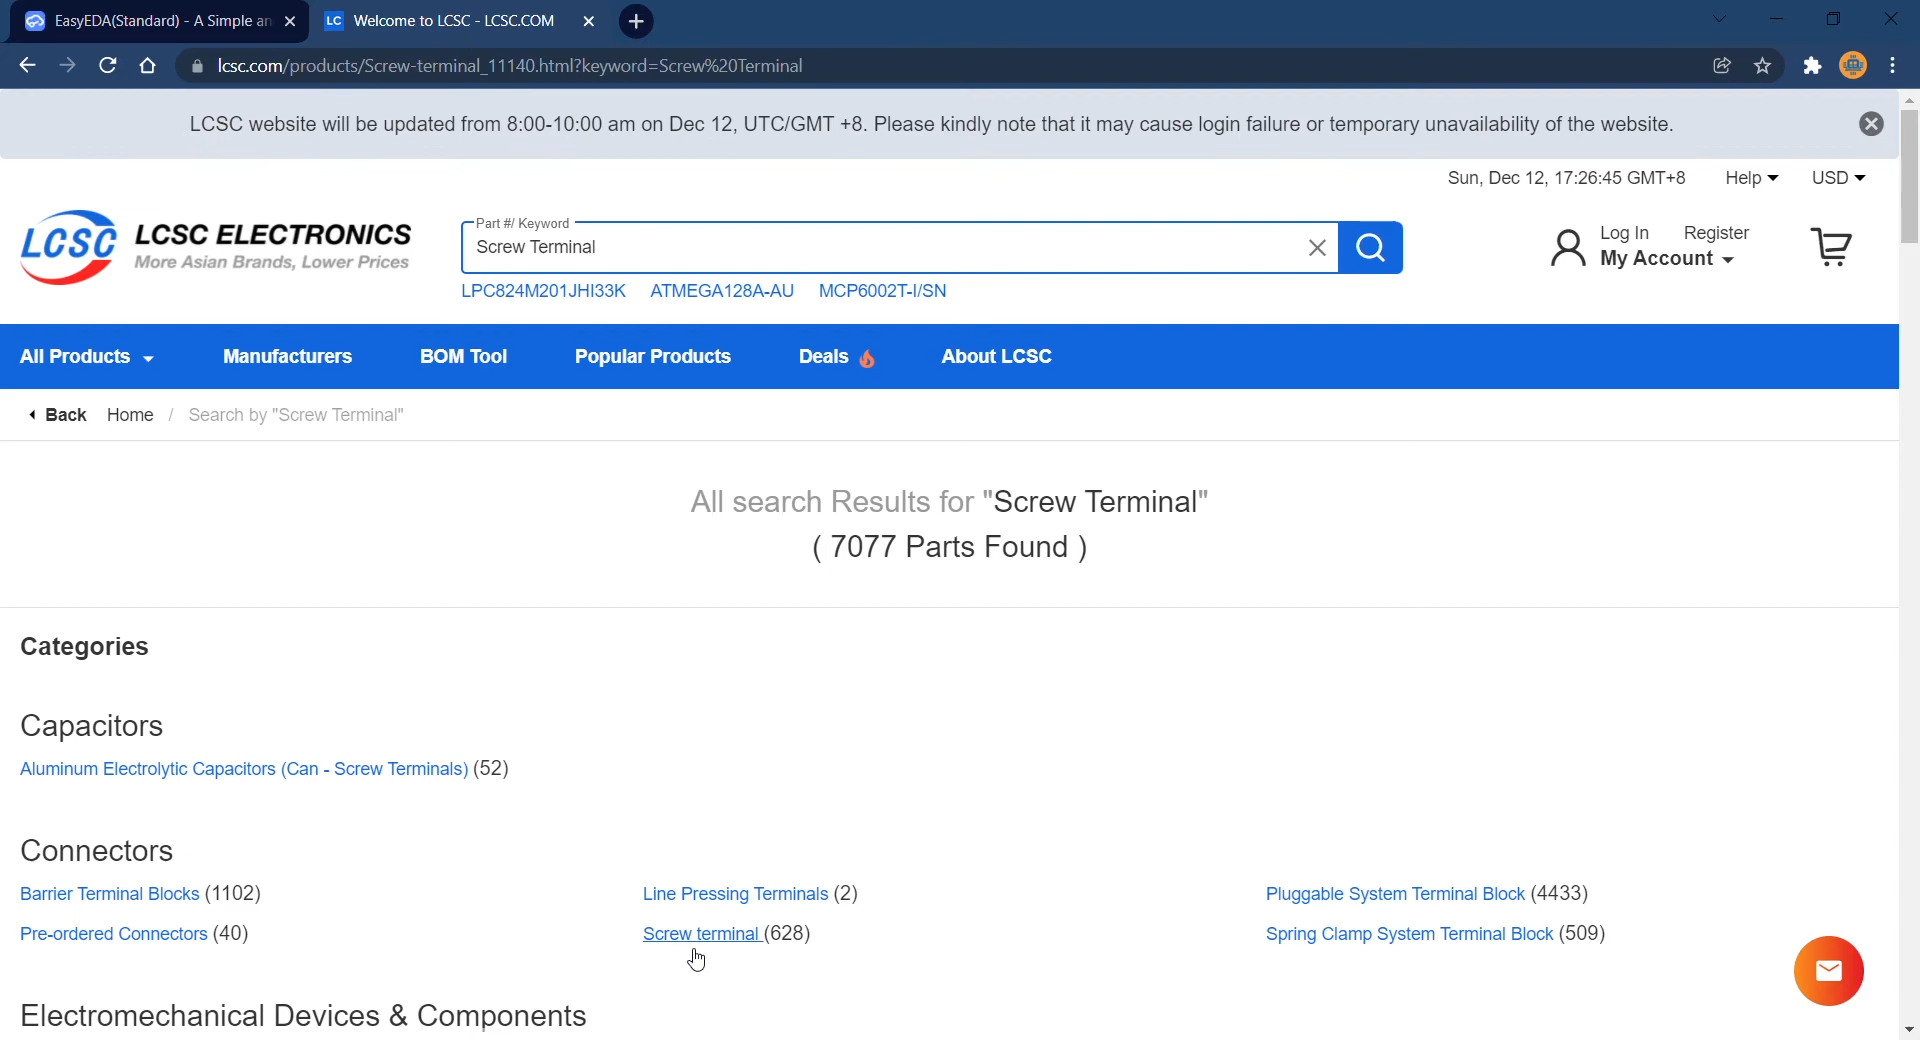 EasyEDA(Standard) - A Simple an
LC Welcome to LCSC - LCSC.COM
lcsc.com/products/Screw-terminal_11140.html?keyword=Screw%20Terminal
LCSC website will be updated from 8:00-10:00 am on Dec 12, UTC/GMT +8. Please kindly note that it may cause login failure or temporary unavailability of the website.
Sun, Dec 12, 17:26:45 GMT+8 Help USD
LCSC LCSC ELECTRONICS
More Asian Brands, Lower Prices
Part #/ Keyword
Screw Terminal
Log In Register
My Account
LPC824M201JHI33K ATMEGA128A-AU MCP6002T-I/SN
All Products Manufacturers BOM Tool Popular Products Deals About LCSC
Back Home / Search by "Screw Terminal"
All search Results for "Screw Terminal"
( 7077 Parts Found )
Categories
Capacitors
Aluminum Electrolytic Capacitors (Can - Screw Terminals) (52)
Connectors
Barrier Terminal Blocks (1102) Line Pressing Terminals (2) Pluggable System Terminal Block (4433)
Pre-ordered Connectors (40) Screw terminal (628) Spring Clamp System Terminal Block (509)
Electromechanical Devices & Components